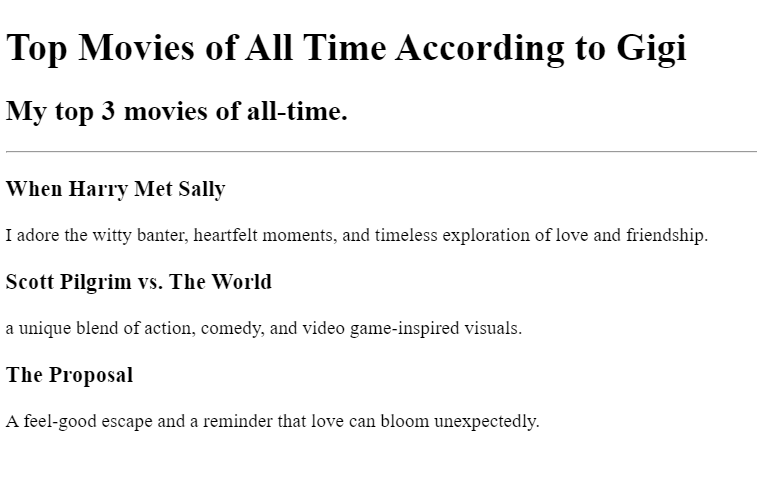 Top Movies of All Time According to Gigi
My top 3 movies of all-time.
When Harry Met Sally
I adore the witty banter, heartfelt moments, and timeless exploration of love and friendship.
Scott Pilgrim vs. The World
a unique blend of action, comedy, and video game-inspired visuals.
The Proposal
A feel-good escape and a reminder that love can bloom unexpectedly.